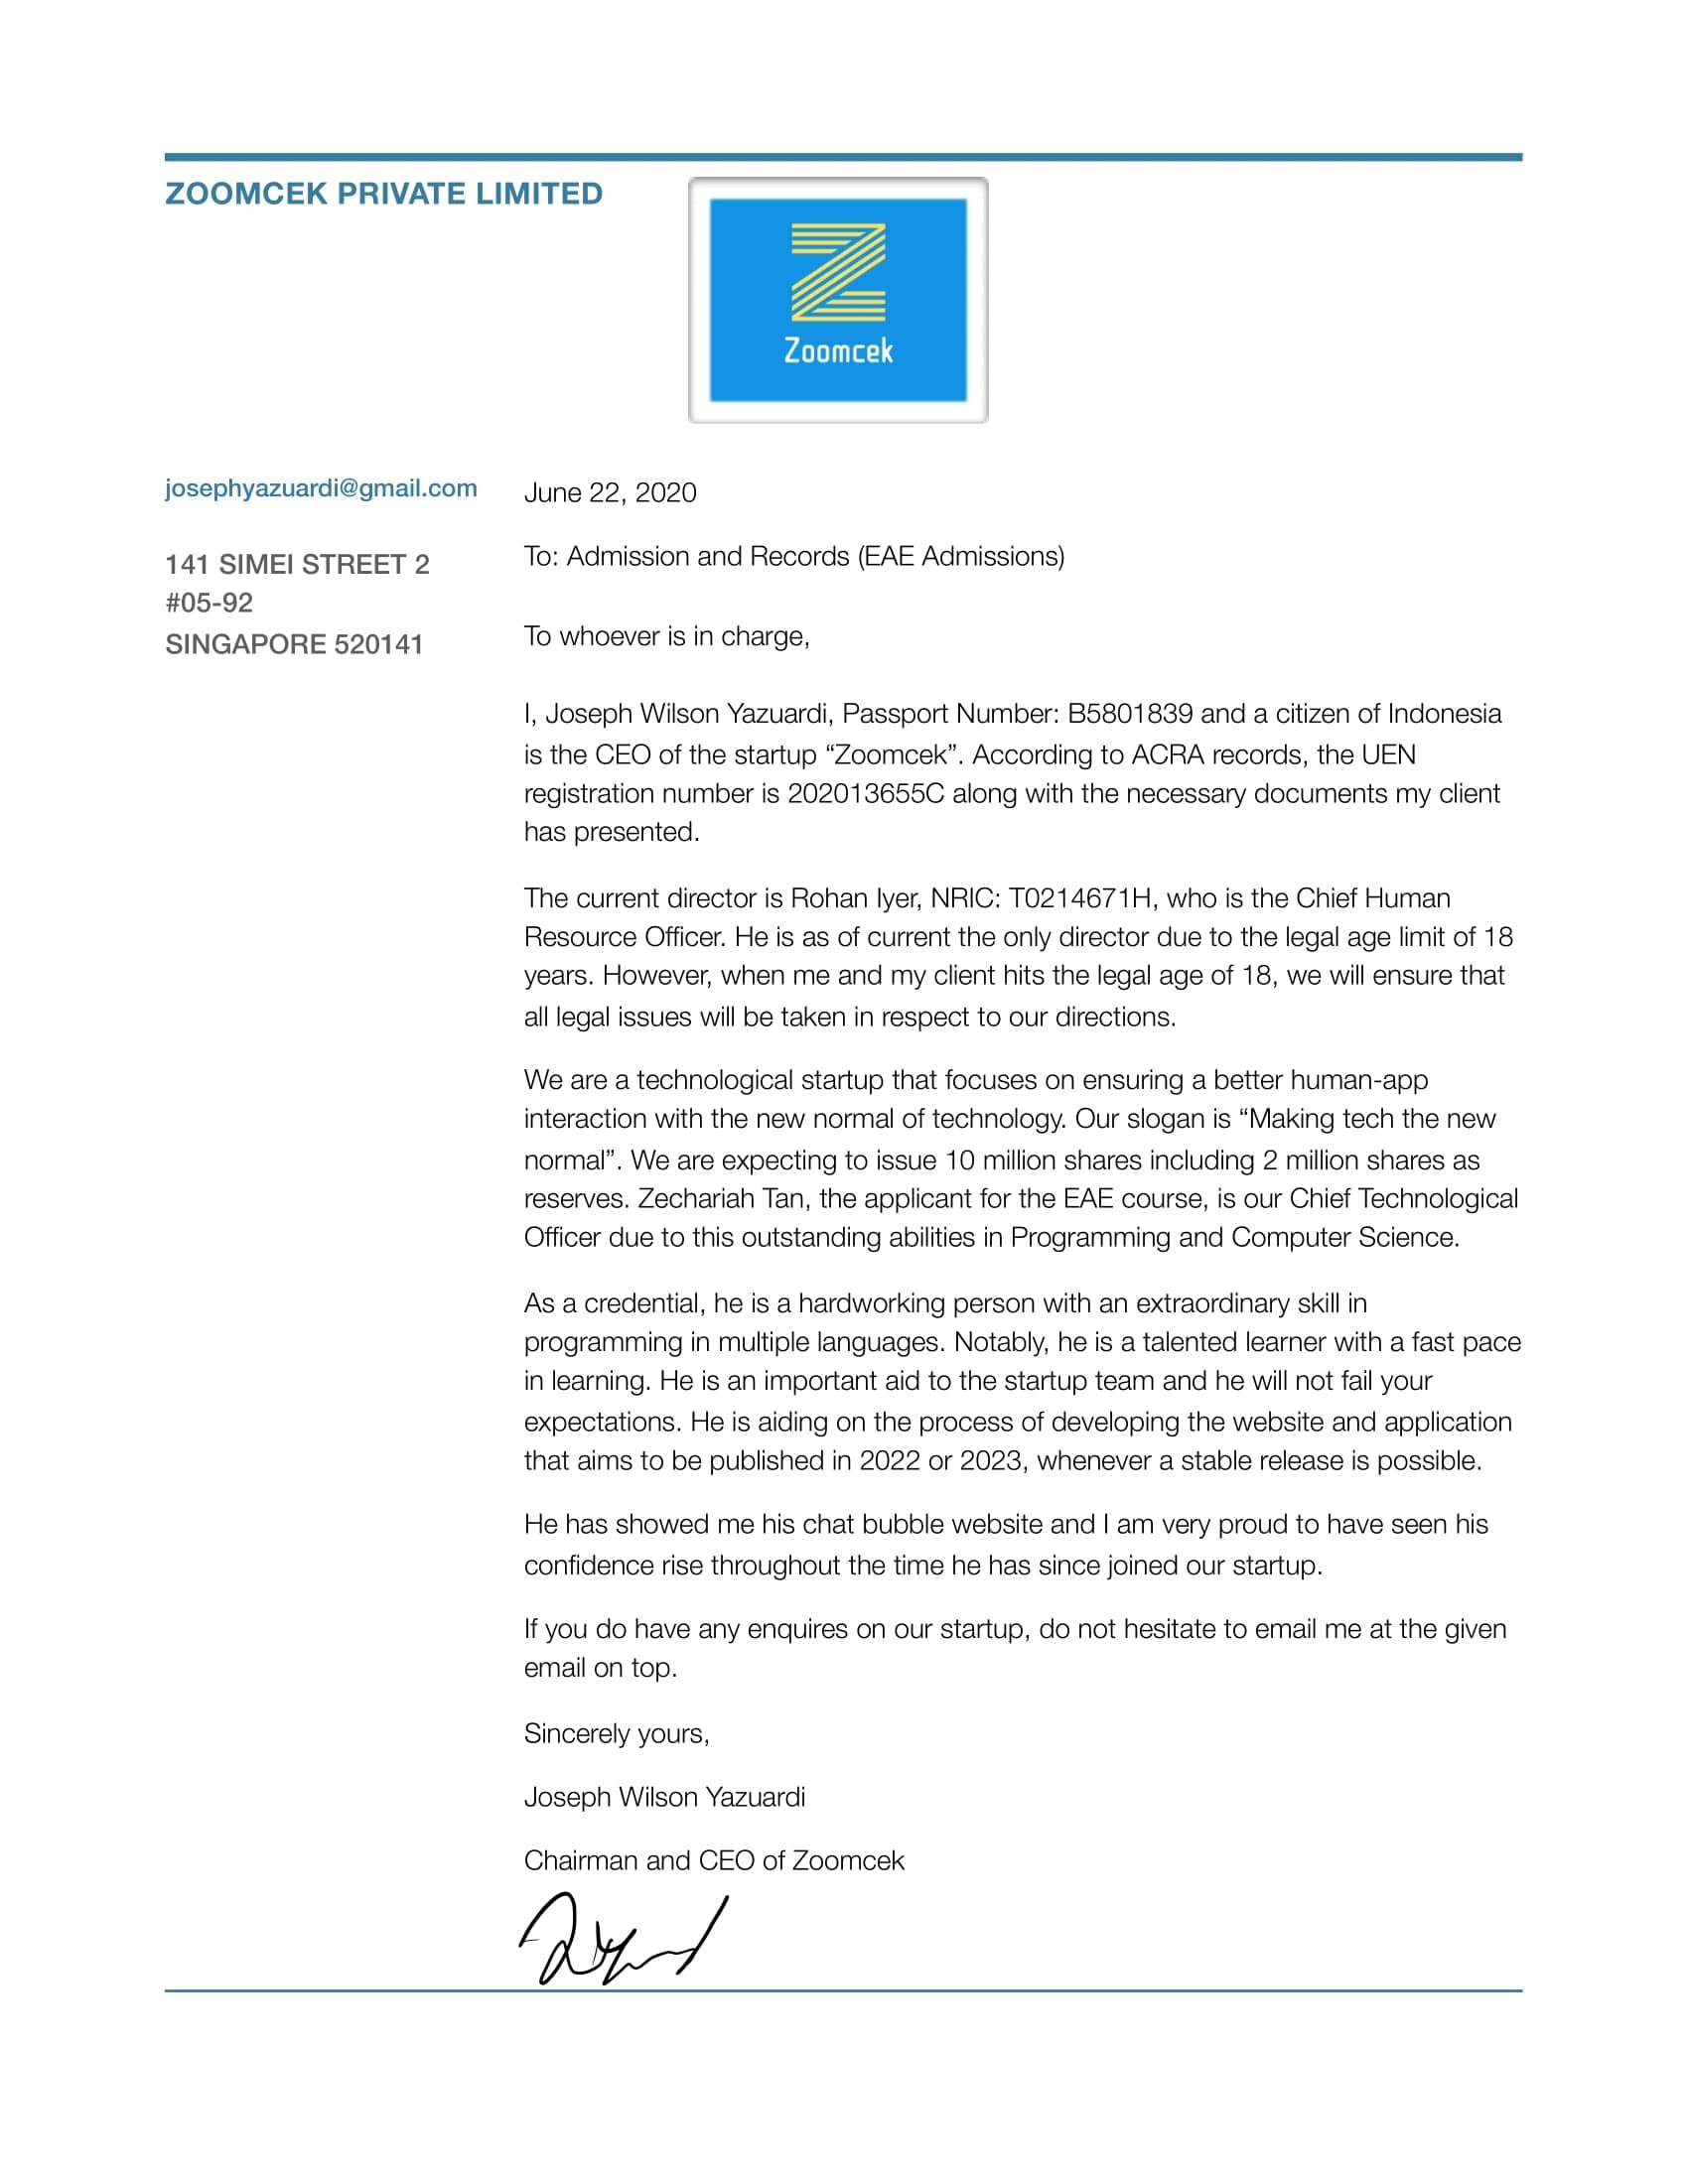 ZOOMCEK PRIVATE LIMITED
Zoomcek
josephyazuardi@gmail.com
141 SIMEI STREET 2
#05-92
SINGAPORE 520141
June 22, 2020
To: Admission and Records (EAE Admissions)
To whoever is in charge,
I, Joseph Wilson Yazuardi, Passport Number: B5801839 and a citizen of Indonesia
is the CEO of the startup “Zoomcek”. According to ACRA records, the UEN
registration number is 202013655C along with the necessary documents my client
has presented.
The current director is Rohan Iyer, NRIC: T0214671H, who is the Chief Human
Resource Officer. He is as of current the only director due to the legal age limit of 18
years. However, when me and my client hits the legal age of 18, we will ensure that
all legal issues will be taken in respect to our directions.
We are a technological startup that focuses on ensuring a better human-app
interaction with the new normal of technology. Our slogan is “Making tech the new
normal”. We are expecting to issue 10 million shares including 2 million shares as
reserves. Zechariah Tan, the applicant for the EAE course, is our Chief Technological
Officer due to this outstanding abilities in Programming and Computer Science.
As a credential, he is a hardworking person with an extraordinary skill in
programming in multiple languages. Notably, he is a talented learner with a fast pace
in learning. He is an important aid to the startup team and he will not fail your
expectations. He is aiding on the process of developing the website and application
that aims to be published in 2022 or 2023, whenever a stable release is possible.
He has showed me his chat bubble website and I am very proud to have seen his
confidence rise throughout the time he has since joined our startup.
If you do have any enquires on our startup, do not hesitate to email me at the given
email on top.
Sincerely yours,
Joseph Wilson Yazuardi
Chairman and CEO of Zoomcek